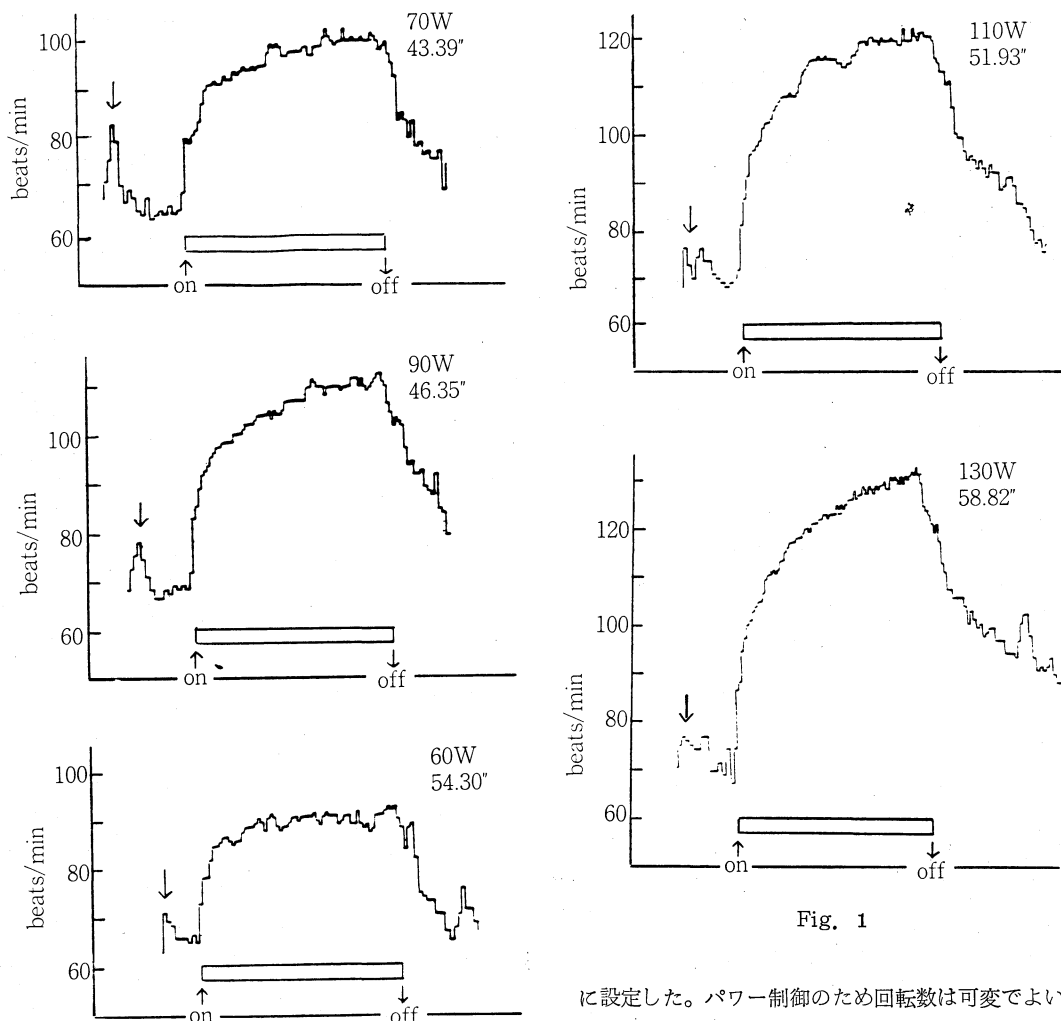 70W
43.39″
100
80
60
beats/min
on
off
90W
46.35″
100
80
60
beats/min
on
off
60W
54.30″
100
80
60
beats/min
on
off
110W
51.93″
120
100
80
60
beats/min
on
off
130W
58.82″
120
100
80
60
beats/min
on
off
Fig. 1
に設定した。パワー制御のため回転数は可変でよい